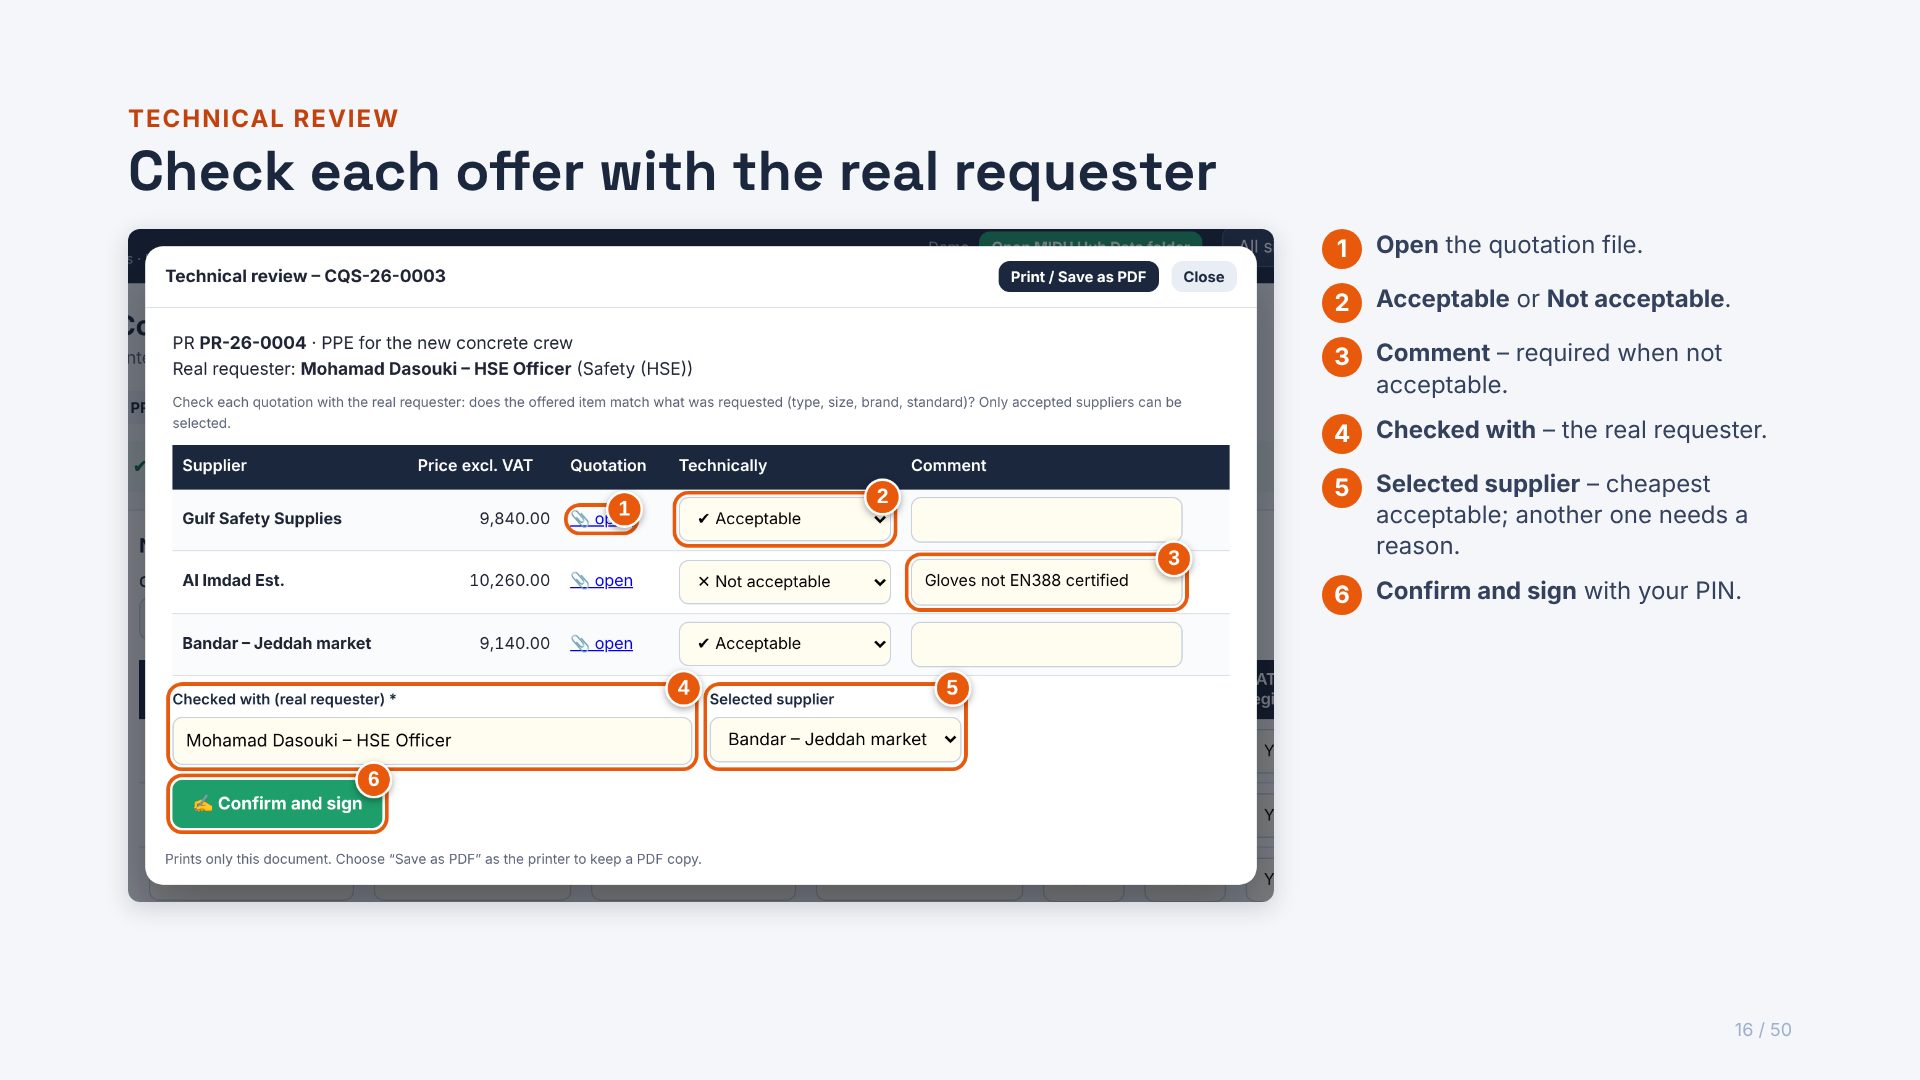 TECHNICAL REVIEW
Check each offer with the real requester
Technical review – CQS-26-0003
Print / Save as PDF
Close
PR PR-26-0004 · PPE for the new concrete crew
Real requester: Mohamad Dasouki – HSE Officer (Safety (HSE))
Check each quotation with the real requester: does the offered item match what was requested (type, size, brand, standard)? Only accepted suppliers can be
selected.
Supplier Price excl. VAT Quotation Technically Comment
Gulf Safety Supplies 9,840.00 1 ✔ Acceptable 2
Al Imdad Est. 10,260.00 📎 open ✕ Not acceptable Gloves not EN388 certified 3
Bandar – Jeddah market 9,140.00 📎 open ✔ Acceptable
Checked with (real requester) * 4
Selected supplier 5
Mohamad Dasouki – HSE Officer
Bandar – Jeddah market
✍ Confirm and sign 6
Prints only this document. Choose “Save as PDF” as the printer to keep a PDF copy.
1 Open the quotation file.
2 Acceptable or Not acceptable.
3 Comment – required when not
acceptable.
4 Checked with – the real requester.
5 Selected supplier – cheapest
acceptable; another one needs a
reason.
6 Confirm and sign with your PIN.
16 / 50